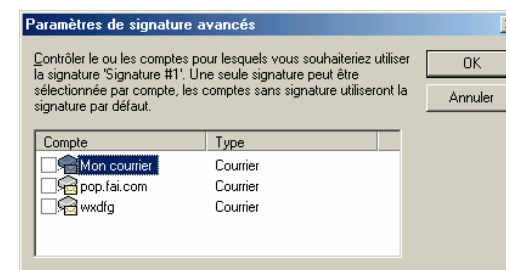 Paramètres de signature avancés
Contrôler le ou les comptes pour lesquels vous souhaiteriez utiliser
la signature 'Signature #1'. Une seule signature peut être
sélectionnée par compte, les comptes sans signature utiliseront la
signature par défaut.
OK
Annuler
Compte Type
Mon courrier Courrier
pop.fai.com Courrier
wxdfg Courrier